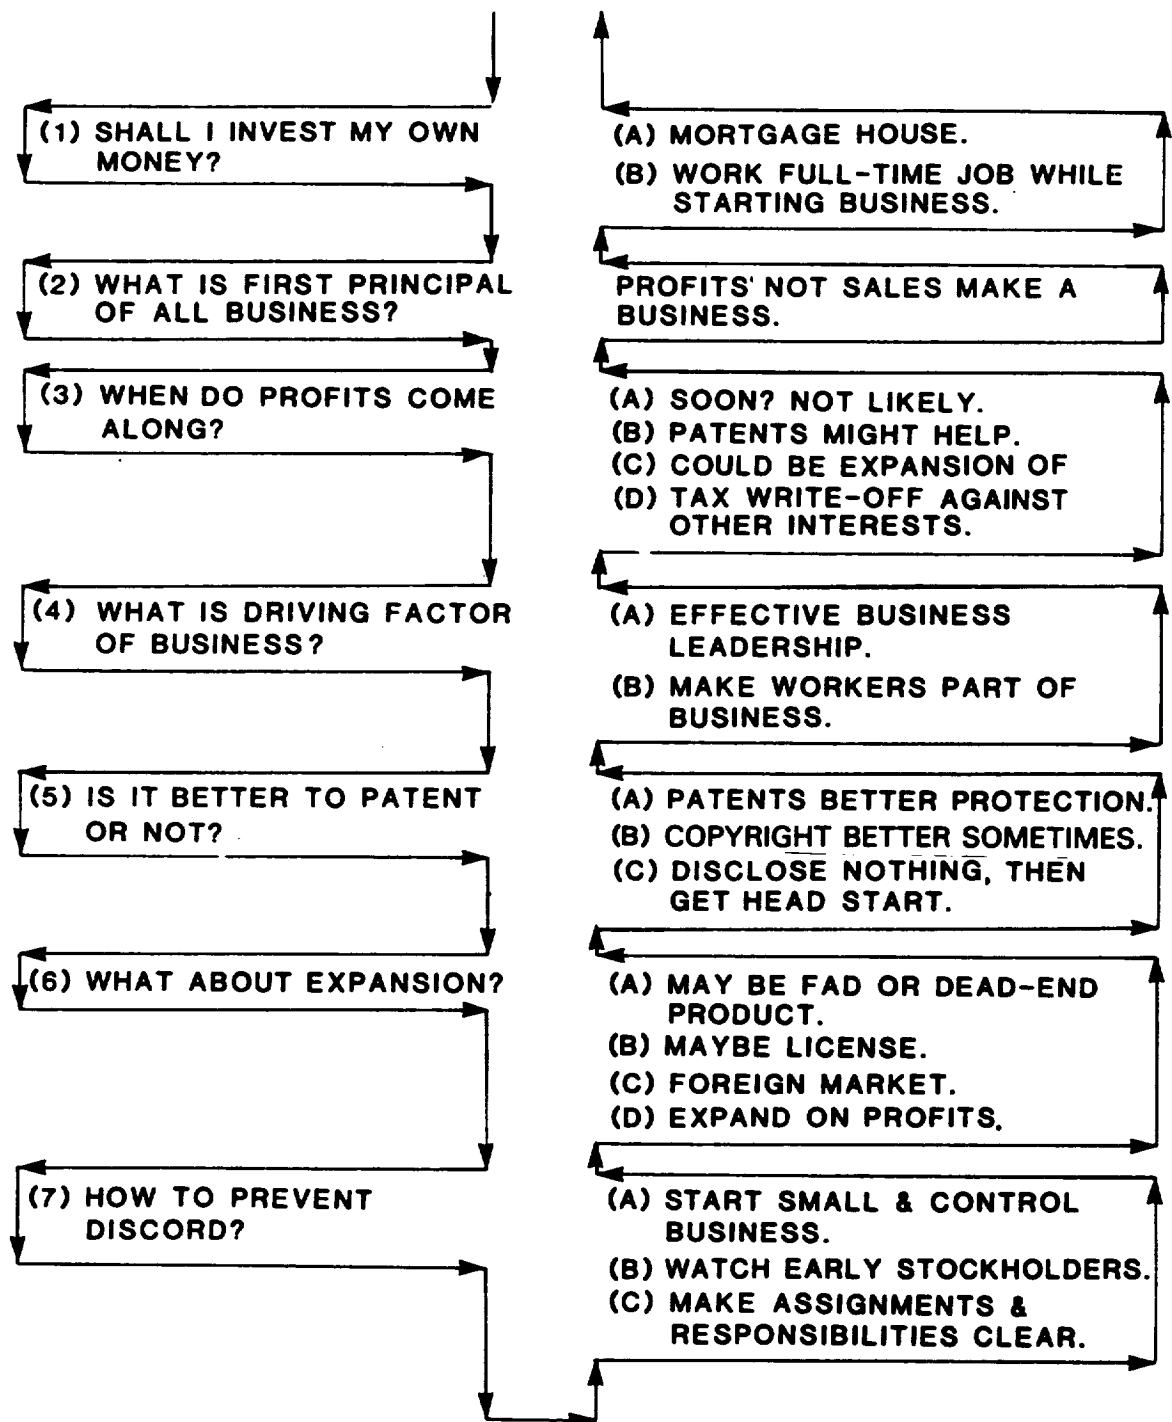 (1) SHALL I INVEST MY OWN
MONEY?
(2) WHAT IS FIRST PRINCIPAL
OF ALL BUSINESS?
(3) WHEN DO PROFITS COME
ALONG?
(4) WHAT IS DRIVING FACTOR
OF BUSINESS?
(5) IS IT BETTER TO PATENT
OR NOT?
(6) WHAT ABOUT EXPANSION?
(7) HOW TO PREVENT
DISCORD?
(A) MORTGAGE HOUSE.
(B) WORK FULL-TIME JOB WHILE
STARTING BUSINESS.
PROFITS' NOT SALES MAKE A
BUSINESS.
(A) SOON? NOT LIKELY.
(B) PATENTS MIGHT HELP.
(C) COULD BE EXPANSION OF
(D) TAX WRITE-OFF AGAINST
OTHER INTERESTS.
(A) EFFECTIVE BUSINESS
LEADERSHIP.
(B) MAKE WORKERS PART OF
BUSINESS.
(A) PATENTS BETTER PROTECTION.
(B) COPYRIGHT BETTER SOMETIMES.
(C) DISCLOSE NOTHING, THEN
GET HEAD START.
(A) MAY BE FAD OR DEAD-END
PRODUCT.
(B) MAYBE LICENSE.
(C) FOREIGN MARKET.
(D) EXPAND ON PROFITS.
(A) START SMALL & CONTROL
BUSINESS.
(B) WATCH EARLY STOCKHOLDERS.
(C) MAKE ASSIGNMENTS &
RESPONSIBILITIES CLEAR.